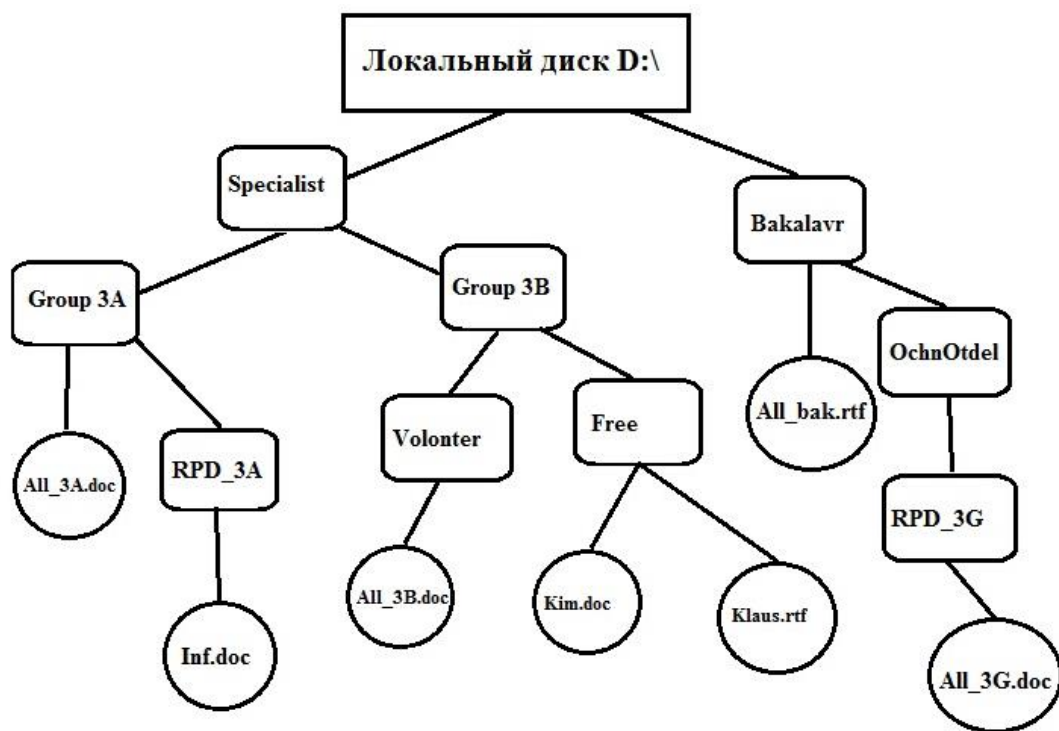 Локальный диск D:\
Specialist
Bakalavr
Group 3A
Group 3B
OchnOtdel
All_bak.rtf
Volonter
Free
RPD_3A
All_3A.doc
RPD_3G
All_3B.doc
Kim.doc
Klaus.rtf
Inf.doc
All_3G.doc